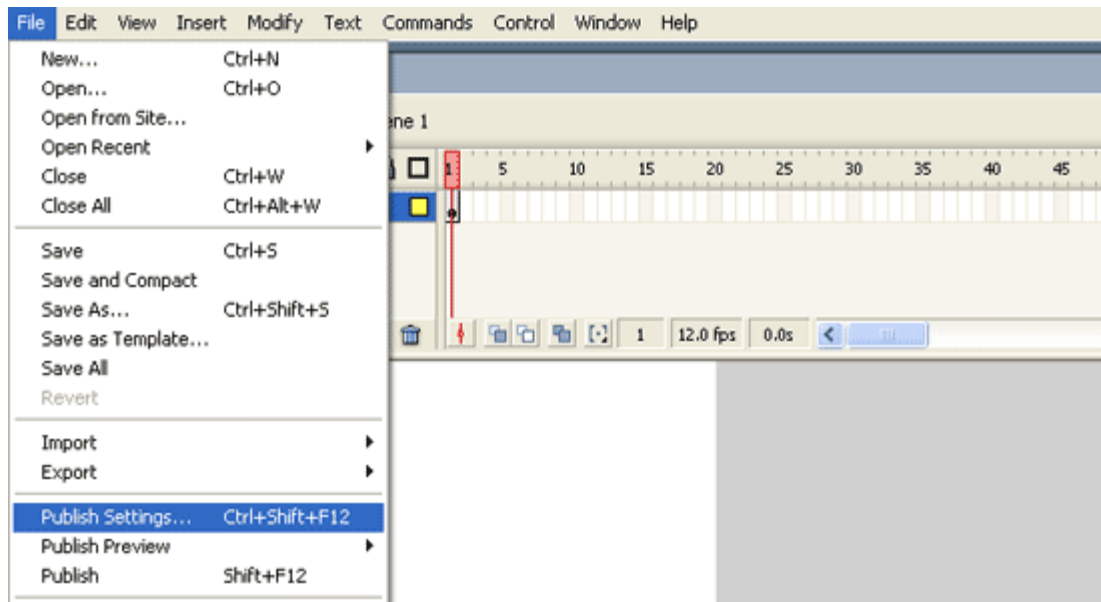 File Edit View Insert Modify Text Commands Control Window Help
New... Ctrl+N
Open... Ctrl+O
Open from Site...
ene 1
Open Recent
1 5 10 15 20 25 30 35 40 45
Close Ctrl+W
Close All Ctrl+Alt+W
Save Ctrl+S
Save and Compact
Save As... Ctrl+Shift+S
Save as Template...
1 12.0 fps 0.0s
Save All
Revert
Import
Export
Publish Settings... Ctrl+Shift+F12
Publish Preview
Publish Shift+F12